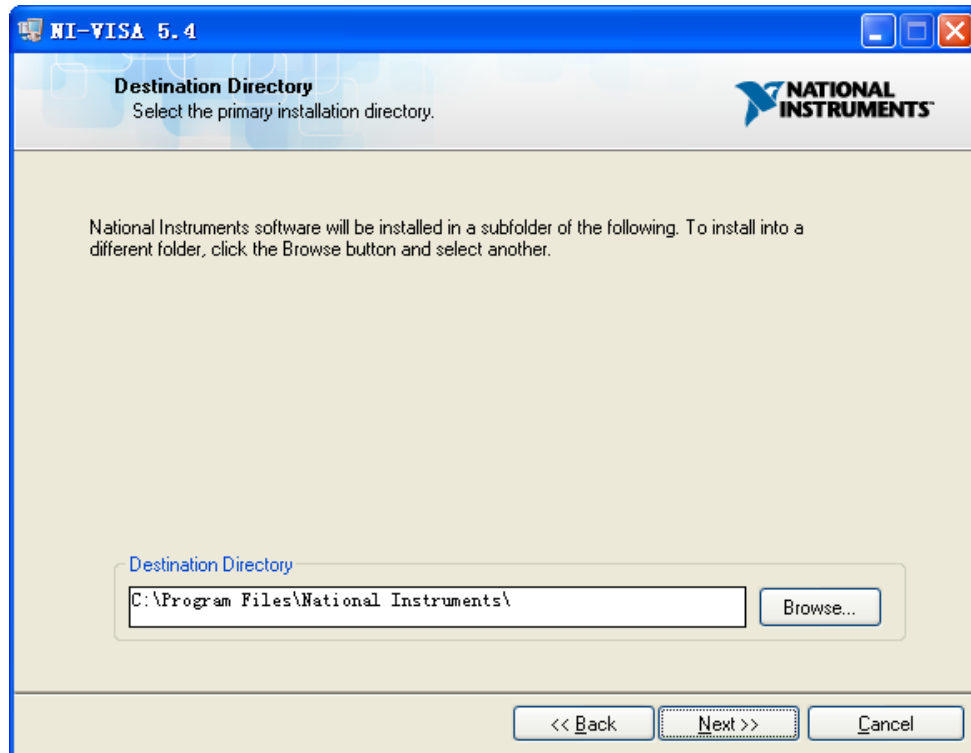 NI-VISA 5.4
Destination Directory
Select the primary installation directory.
NATIONAL
INSTRUMENTS™
National Instruments software will be installed in a subfolder of the following. To install into a
different folder, click the Browse button and select another.
Destination Directory
C:\Program Files\National Instruments\
Browse...
<< Back
Next >>
Cancel